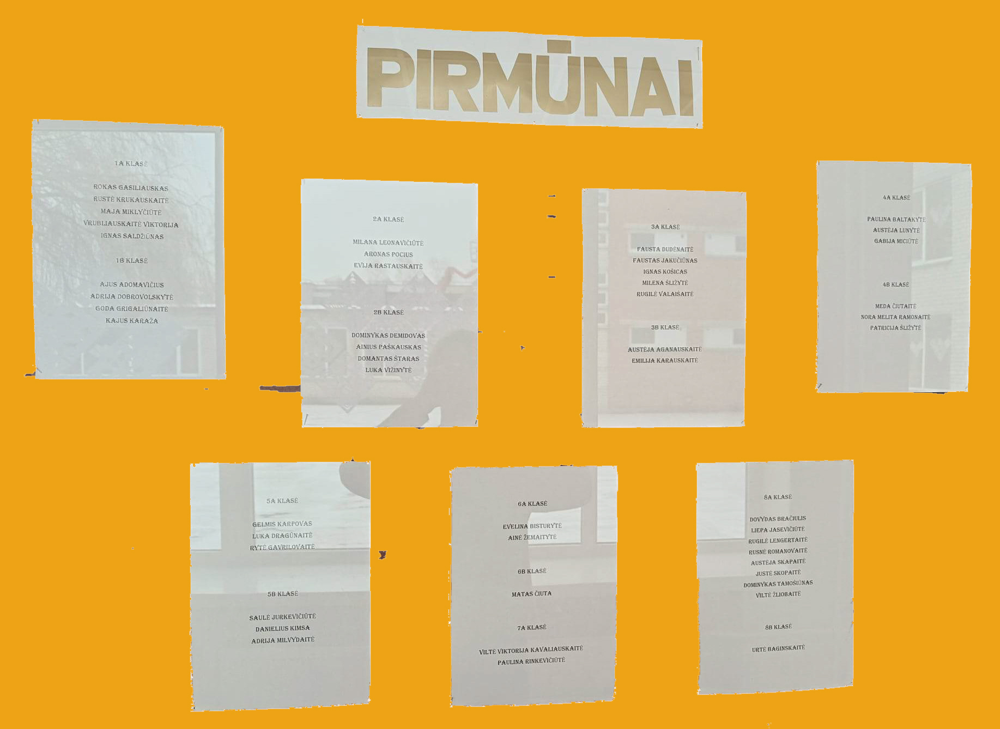 PIRMŪNAI
1A KLASĖ
ROKAS GASILIAUSKAS
RUSTĖ KRUKAUSKAITĖ
MAJA MIKLYČIŪTĖ
VRUBLIAUSKAITĖ VIKTORIJA
IGNAS SALDŽIŪNAS
1B KLASĖ
AJUS ADOMAVIČIUS
ADRIJA DOBROVOLSKYTĖ
GODA GRIGALIŪNAITĖ
KAJUS KARAŽA
2A KLASĖ
MILANA LEONAVIČIŪTĖ
ARONAS POCIUS
EVIJA RASTAUSKAITĖ
2B KLASĖ
DOMINYKAS DEMIDOVAS
AINIUS PAŠKAUSKAS
DOMANTAS ŠTARAS
LUKA VIŽINYTĖ
3A KLASĖ
FAUSTA DUDĖNAITĖ
FAUSTAS JAKUČIŪNAS
IGNAS KOŠICAS
MILENA ŠLIŽYTĖ
RUGILĖ VALAIŠAITĖ
3B KLASĖ
AUSTĖJA AGANAUSKAITĖ
EMILIJA KARAUSKAITĖ
4A KLASĖ
PAULINA BALTAKYTĖ
AUSTĖJA LUNYTĖ
GABIJA MICIŪTĖ
4B KLASĖ
MEDA ČIUTAITĖ
NORA MELITA RAMONAITĖ
PATRICIJA ŠLIŽYTĖ
5A KLASĖ
GELMIS KARPOVAS
LUKA DRAGŪNAITĖ
RYTĖ GAVRILOVAITĖ
5B KLASĖ
SAULĖ JURKEVIČIŪTĖ
DANIELIUS KIMSA
ADRIJA MILVYDAITĖ
6A KLASĖ
EVELINA BISTURYTĖ
AINĖ ŽEMAITYTĖ
6B KLASĖ
MATAS ČIUTA
7A KLASĖ
VILTĖ VIKTORIJA KAVALIAUSKAITĖ
PAULINA RINKEVIČIŪTĖ
8A KLASĖ
DOVYDAS BRAČIULIS
LIEPA JASEVIČIŪTĖ
RUGILĖ LENGERTAITĖ
RUSNĖ ROMANOVAITĖ
AUSTĖJA SKAPAITĖ
JUSTĖ SKOPAITĖ
DOMINYKAS TAMOŠIŪNAS
VILTĖ ŽLIOBAITĖ
8B KLASĖ
URTĖ BAGINSKAITĖ